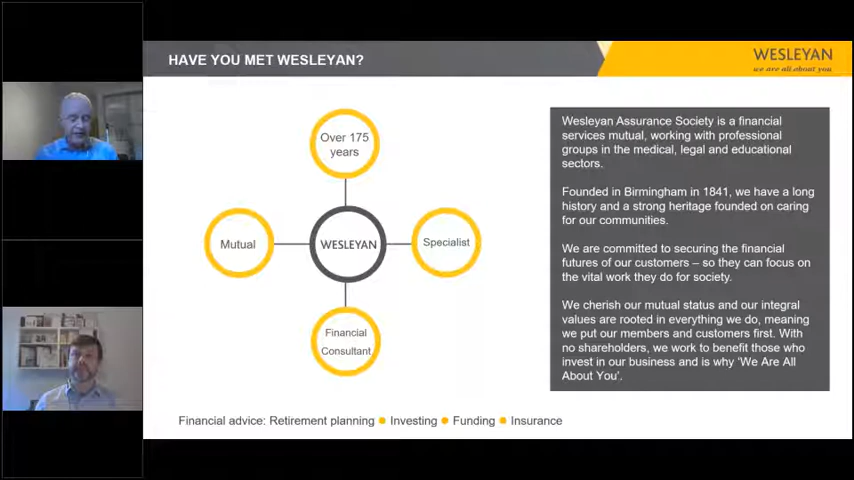 HAVE YOU MET WESLEYAN?
WESLEYAN
we are all about you
Over 175
years
Mutual
WESLEYAN
Specialist
Financial
Consultant
Wesleyan Assurance Society is a financial
services mutual, working with professional
groups in the medical, legal and educational
sectors.
Founded in Birmingham in 1841, we have a long
history and a strong heritage founded on caring
for our communities.
We are committed to securing the financial
futures of our customers – so they can focus on
the vital work they do for society.
We cherish our mutual status and our integral
values are rooted in everything we do, meaning
we put our members and customers first. With
no shareholders, we work to benefit those who
invest in our business and is why 'We Are All
About You'.
Financial advice: Retirement planning ● Investing ● Funding ● Insurance